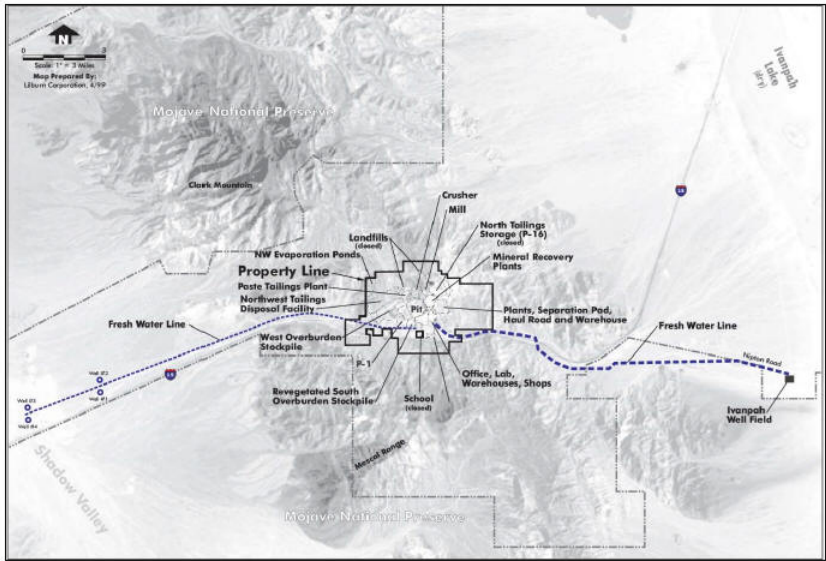 N
0 3
Scale: 1" = 3 Miles
Map Prepared By:
Lilburn Corporation, 4/99
Ivanpah
Lake
(dry)
Mojave National Preserve
Clark Mountain
15
Crusher
Mill
Landfills
(closed)
North Tailings
Storage (P-16)
(closed)
NW Evaporation Ponds
Mineral Recovery
Plants
Property Line
Paste Tailings Plant
Northwest Tailings
Disposal Facility
Pit
Plants, Separation Pad,
Haul Road and Warehouse
Fresh Water Line
Fresh Water Line
West Overburden
Stockpile
Nipton Road
P-1
Office, Lab,
Warehouses, Shops
15
Well #2
Well #1
Well #3
Well #4
Revegetated South
Overburden Stockpile
School
(closed)
Ivanpah
Well Field
Mescal Range
Shadow Valley
Mojave National Preserve